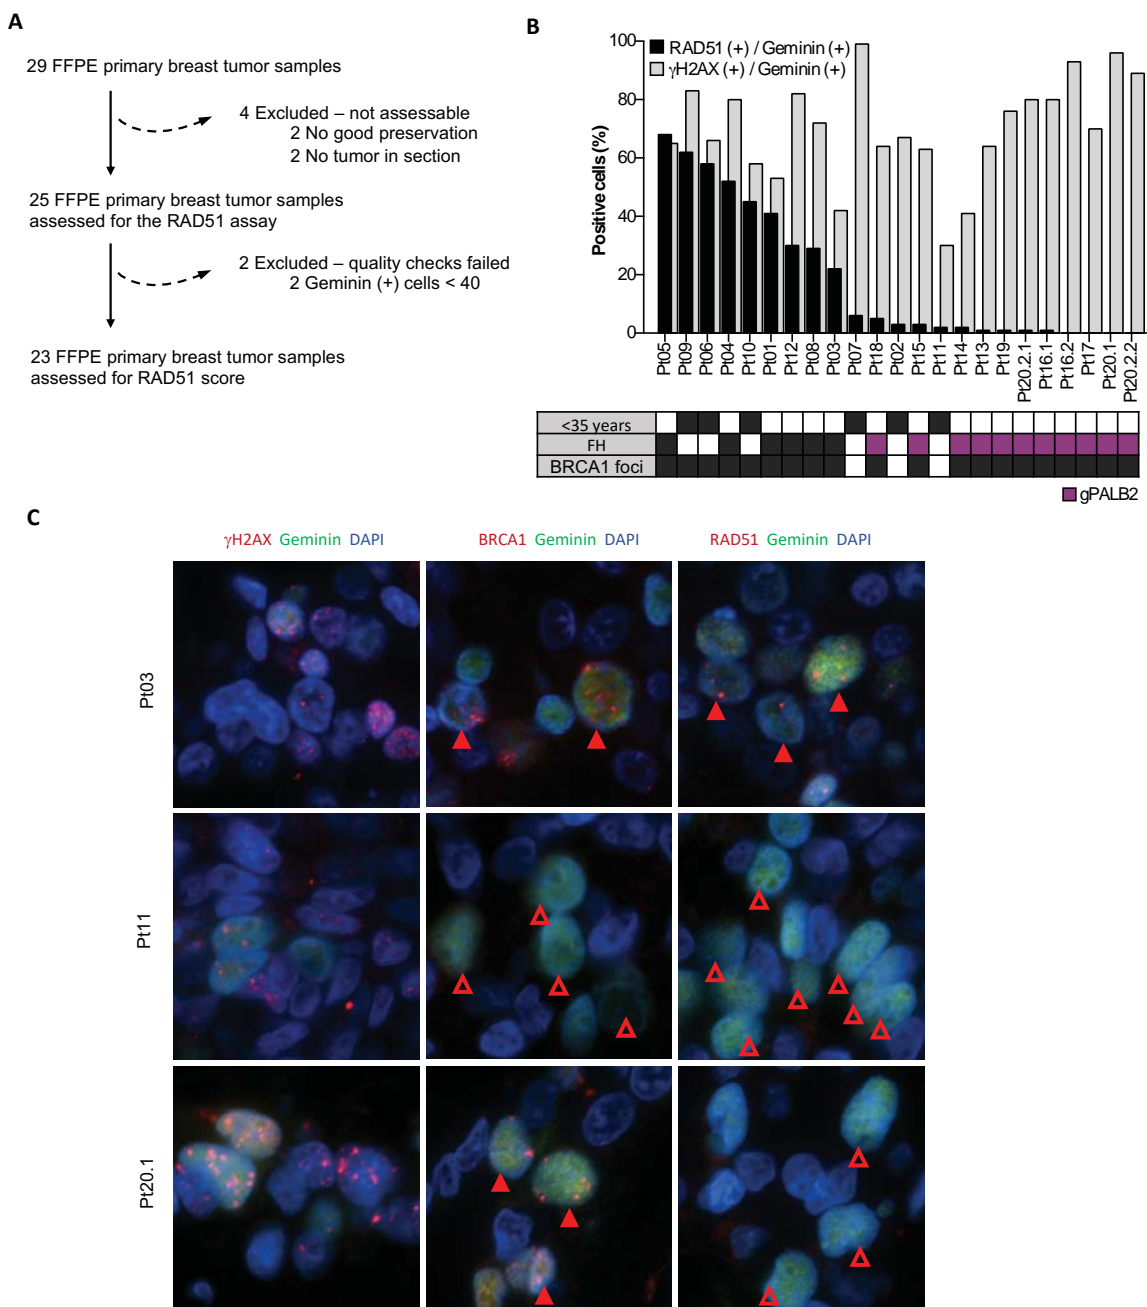 A
29 FFPE primary breast tumor samples
4 Excluded – not assessable
2 No good preservation
2 No tumor in section
25 FFPE primary breast tumor samples
assessed for the RAD51 assay
2 Excluded – quality checks failed
2 Geminin (+) cells < 40
23 FFPE primary breast tumor samples
assessed for RAD51 score
B
RAD51 (+) / Geminin (+)
γH2AX (+) / Geminin (+)
Positive cells (%)
100
80
60
40
20
0
Pt05 Pt09 Pt06 Pt04 Pt10 Pt01 Pt12 Pt08 Pt03 Pt07 Pt18 Pt02 Pt15 Pt11 Pt14 Pt13 Pt19 Pt20.2.1 Pt16.1 Pt16.2 Pt17 Pt20.1 Pt20.2.2
<35 years
FH
BRCA1 foci
gPALB2
C
γH2AX Geminin DAPI
BRCA1 Geminin DAPI
RAD51 Geminin DAPI
Pt03
Pt11
Pt20.1